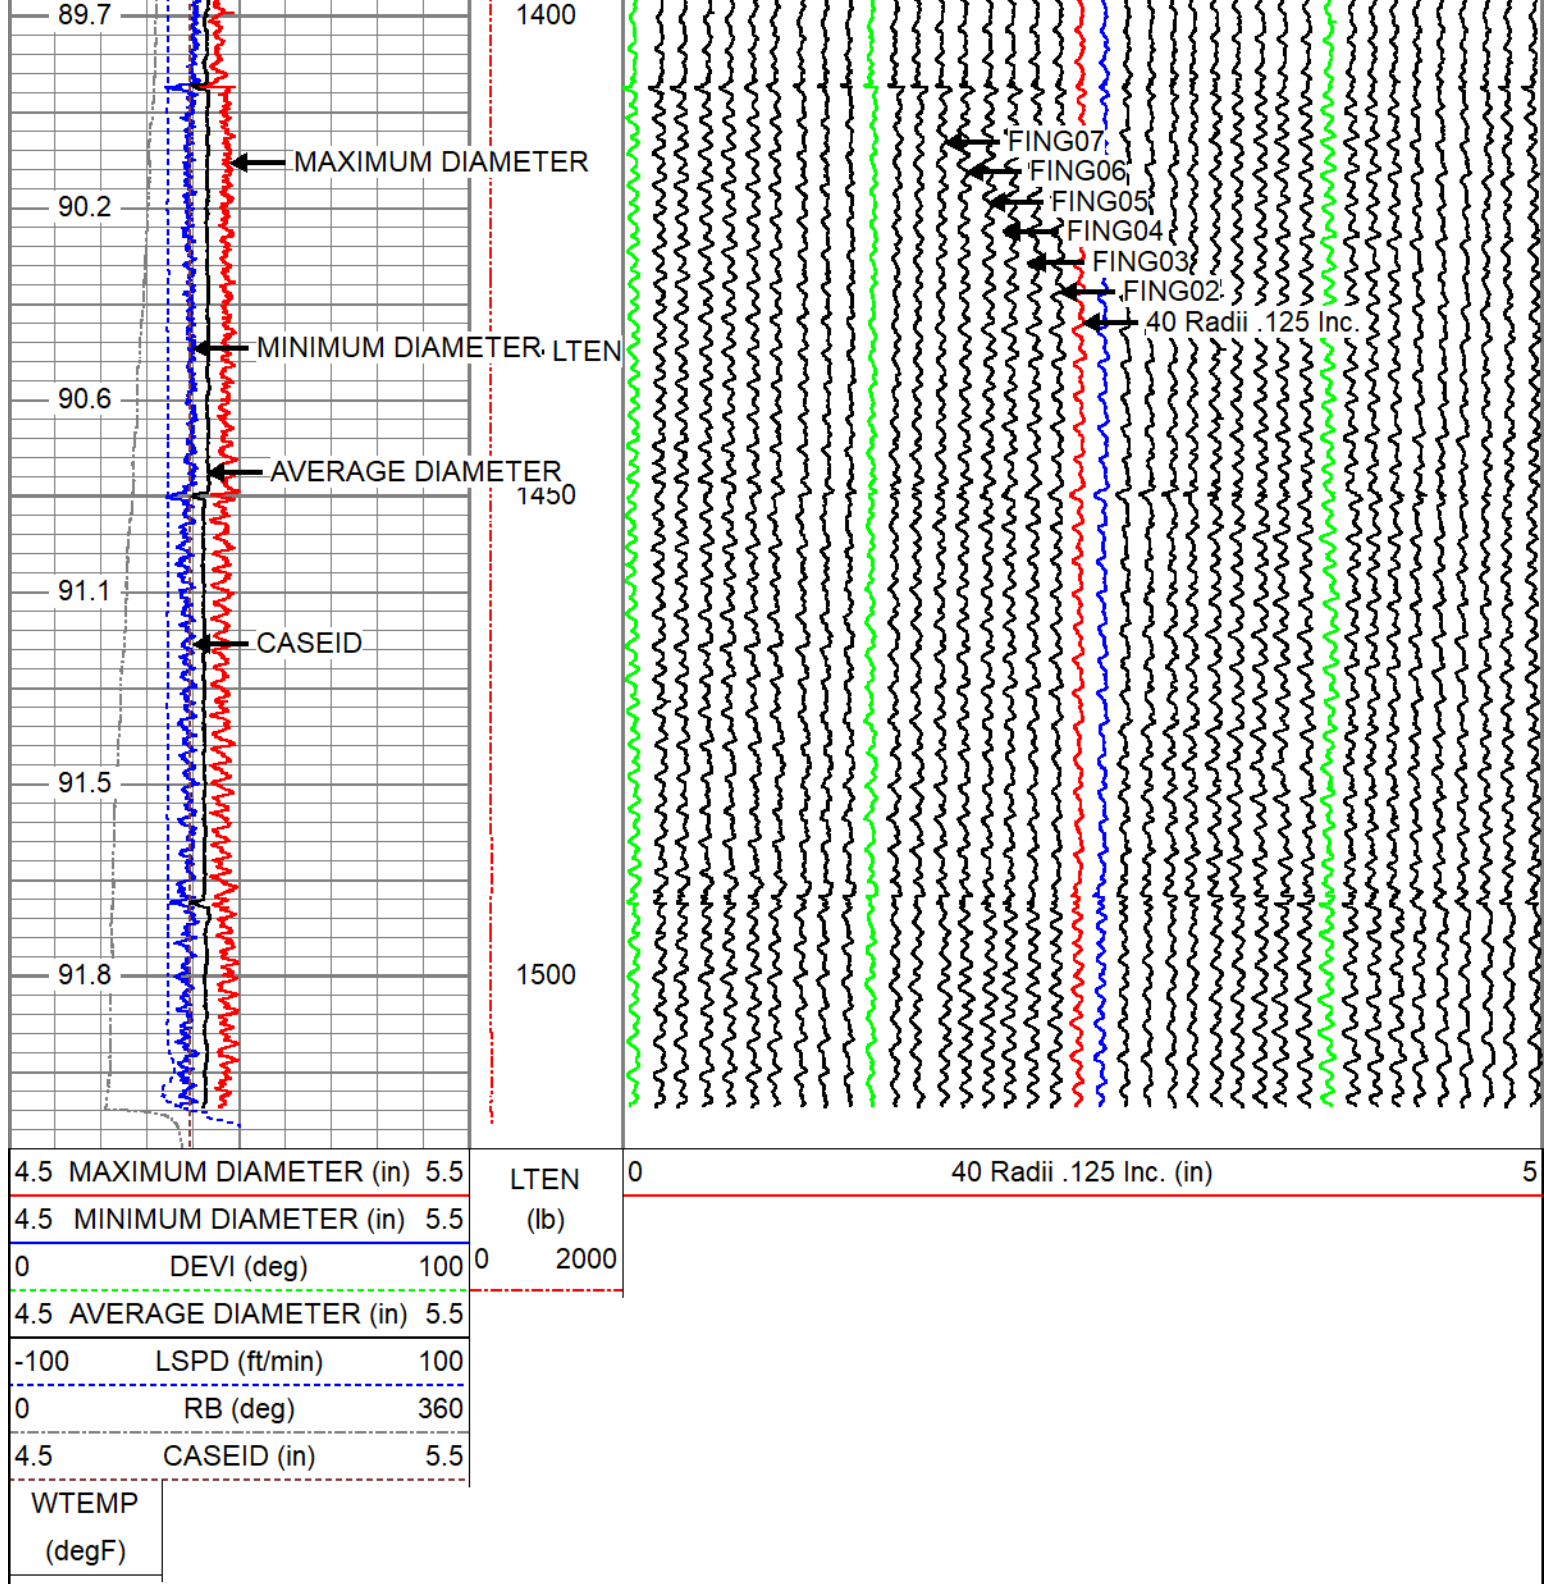 89.7
1400
MAXIMUM DIAMETER
FING07
FING06
90.2
FING05
FING04
FING03
FING02
40 Radii .125 Inc.
MINIMUM DIAMETER
LTEN
90.6
AVERAGE DIAMETER
1450
91.1
CASEID
91.5
91.8
1500
4.5 MAXIMUM DIAMETER (in) 5.5
4.5 MINIMUM DIAMETER (in) 5.5
0 DEVI (deg) 100
4.5 AVERAGE DIAMETER (in) 5.5
-100 LSPD (ft/min) 100
0 RB (deg) 360
4.5 CASEID (in) 5.5
WTEMP
(degF)
LTEN
(lb)
0 2000
0 40 Radii .125 Inc. (in) 5